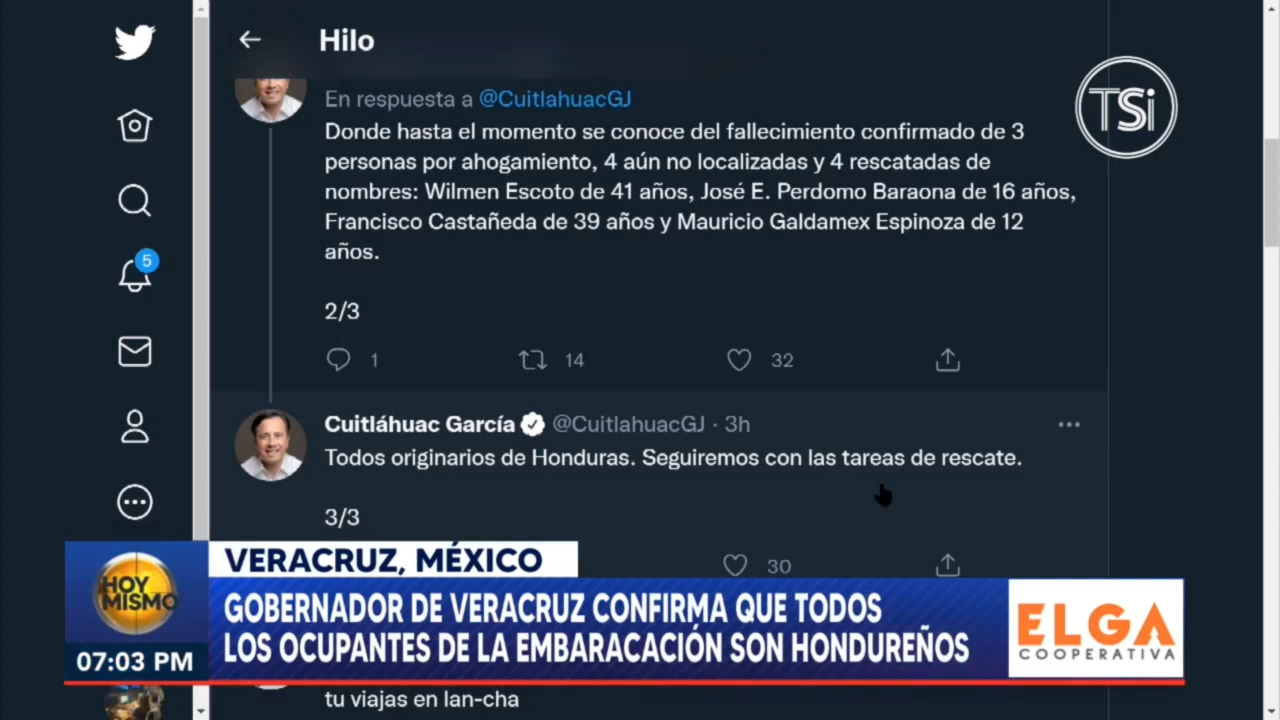 Hilo
TSi
En respuesta a @CuitlahuacGJ
Donde hasta el momento se conoce del fallecimiento confirmado de 3
personas por ahogamiento, 4 aún no localizadas y 4 rescatadas de
nombres: Wilmen Escoto de 41 años, José E. Perdomo Baraona de 16 años,
Francisco Castañeda de 39 años y Mauricio Galdamex Espinoza de 12
años.
2/3
5
1 14 32
Cuitláhuac García @CuitlahuacGJ · 3h
Todos originarios de Honduras. Seguiremos con las tareas de rescate.
3/3
30
VERACRUZ, MÉXICO
HOY
MISMO
GOBERNADOR DE VERACRUZ CONFIRMA QUE TODOS
LOS OCUPANTES DE LA EMBARACACIÓN SON HONDUREÑOS
ELGA
COOPERATIVA
07:03 PM
tu viajas en lan-cha